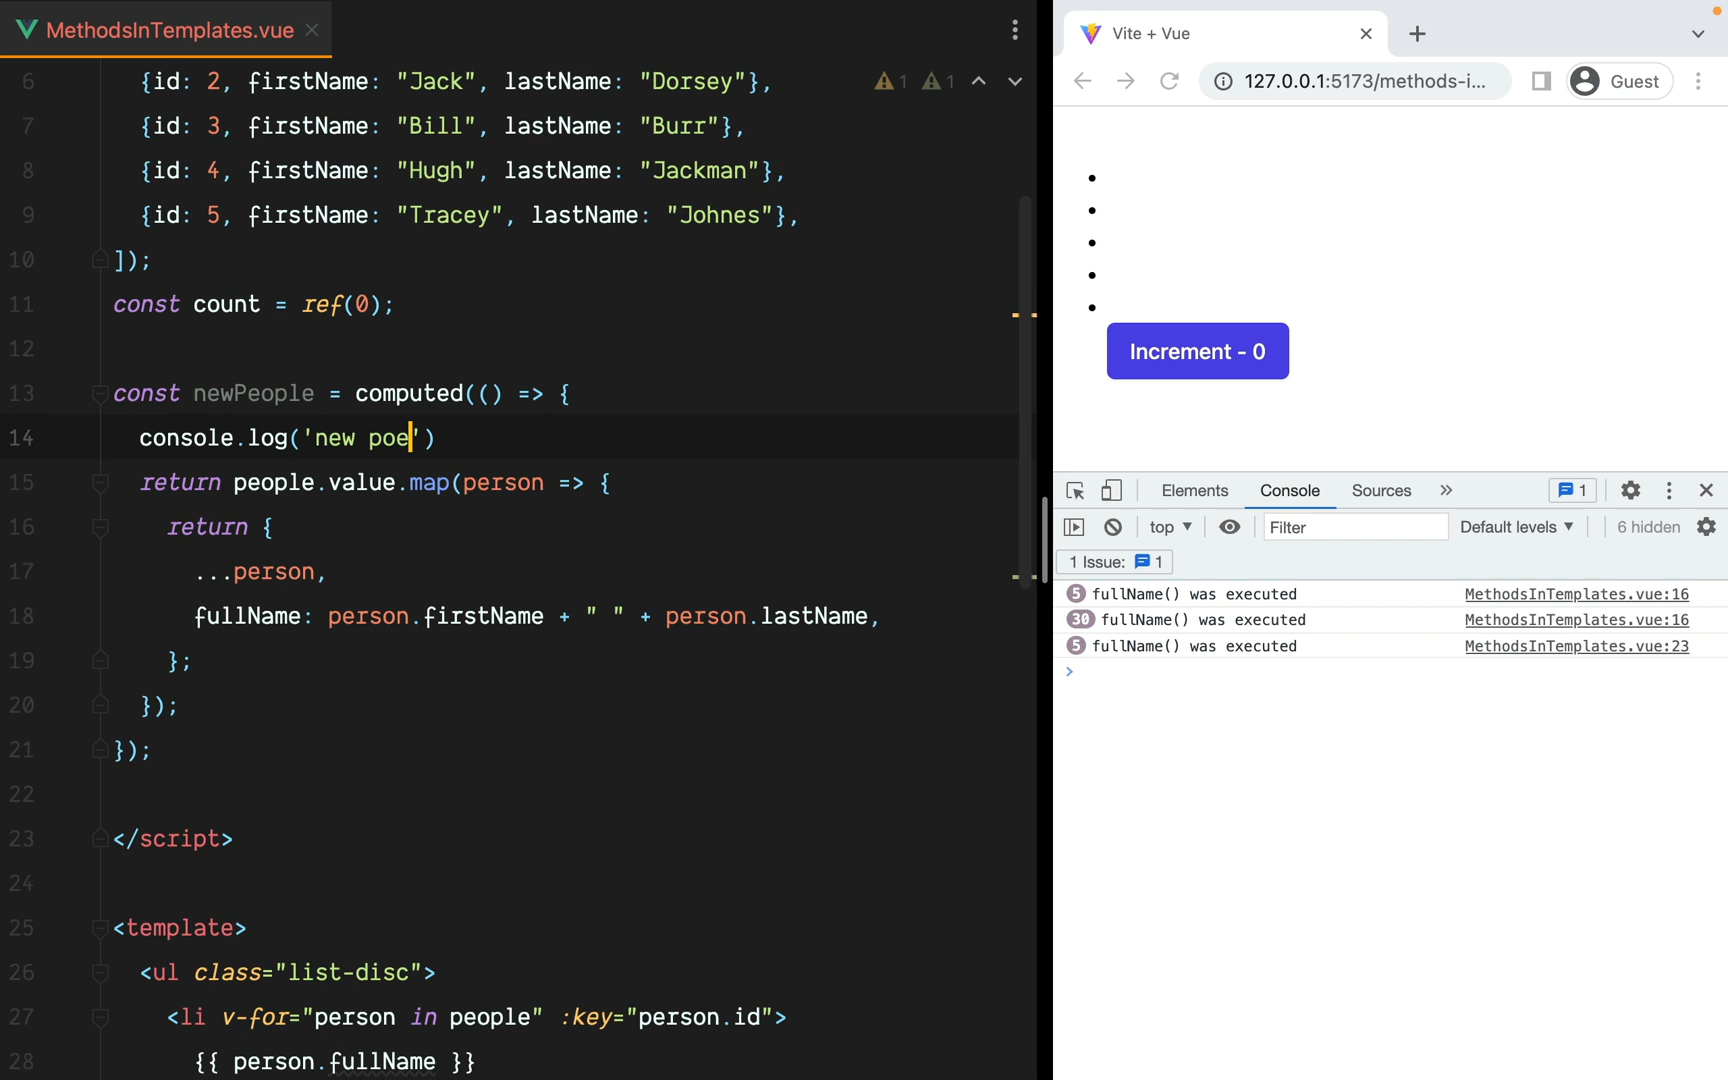 MethodsInTemplates.vue
6 {id: 2, firstName: "Jack", lastName: "Dorsey"},
1 1
7 {id: 3, firstName: "Bill", lastName: "Burr"},
8 {id: 4, firstName: "Hugh", lastName: "Jackman"},
9 {id: 5, firstName: "Tracey", lastName: "Johnes"},
10 ]);
11 const count = ref(0);
12
13 const newPeople = computed(() => {
14 console.log('new poe')
15 return people.value.map(person => {
16 return {
17 ...person,
18 fullName: person.firstName + " " + person.lastName,
19 };
20 });
21 });
22
23 </script>
24
25 <template>
26 <ul class="list-disc">
27 <li v-for="person in people" :key="person.id">
28 {{ person.fullName }}
Vite + Vue
127.0.0.1:5173/methods-i...
Guest
Increment - 0
Elements Console Sources » 1
top Filter Default levels 6 hidden
1 Issue: 1
5 fullName() was executed MethodsInTemplates.vue:16
30 fullName() was executed MethodsInTemplates.vue:16
5 fullName() was executed MethodsInTemplates.vue:23
>